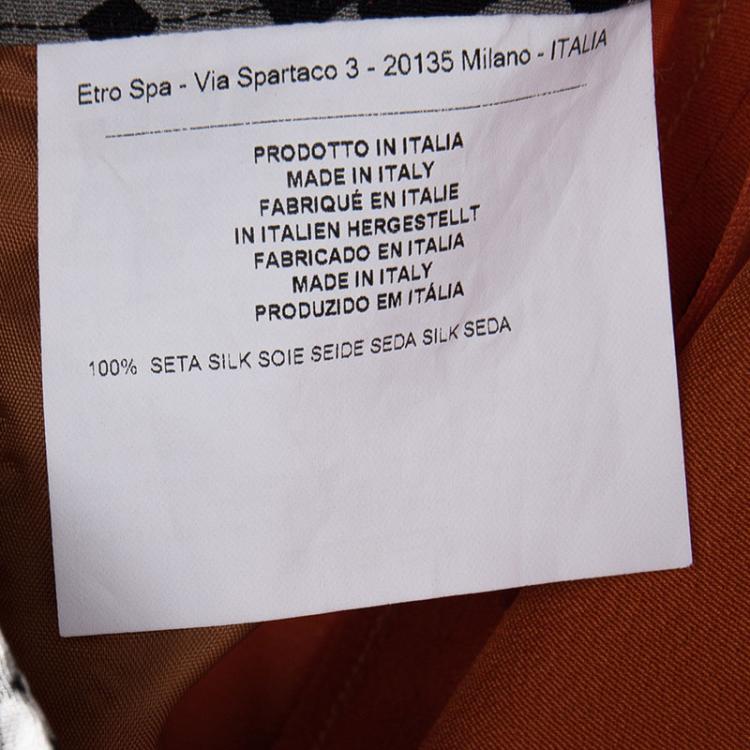 Etro Spa - Via Spartaco 3 - 20135 Milano - ITALIA
PRODOTTO IN ITALIA
MADE IN ITALY
FABRIQUÉ EN ITALIE
IN ITALIEN HERGESTELLT
FABRICADO EN ITALIA
MADE IN ITALY
PRODUZIDO EM ITÁLIA
100% SETA SILK SOIE SEIDE SEDA SILK SEDA